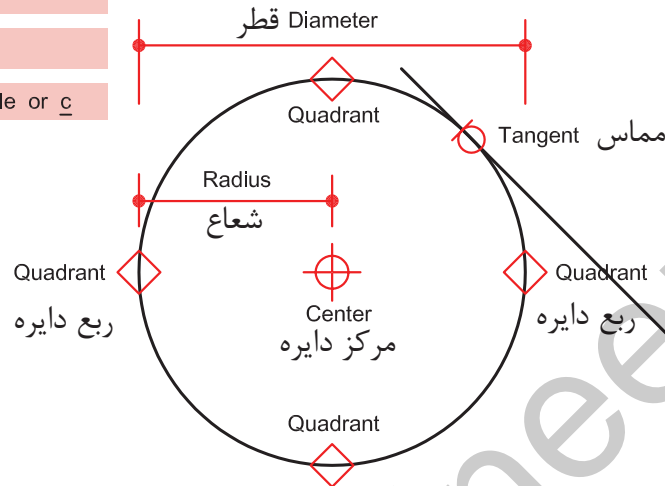 قطر Diameter
le or c
Quadrant
Tangent مماس
Radius
شعاع
Quadrant
Quadrant
ربع دایره
ربع دایره
Center
مرکز دایره
Quadrant